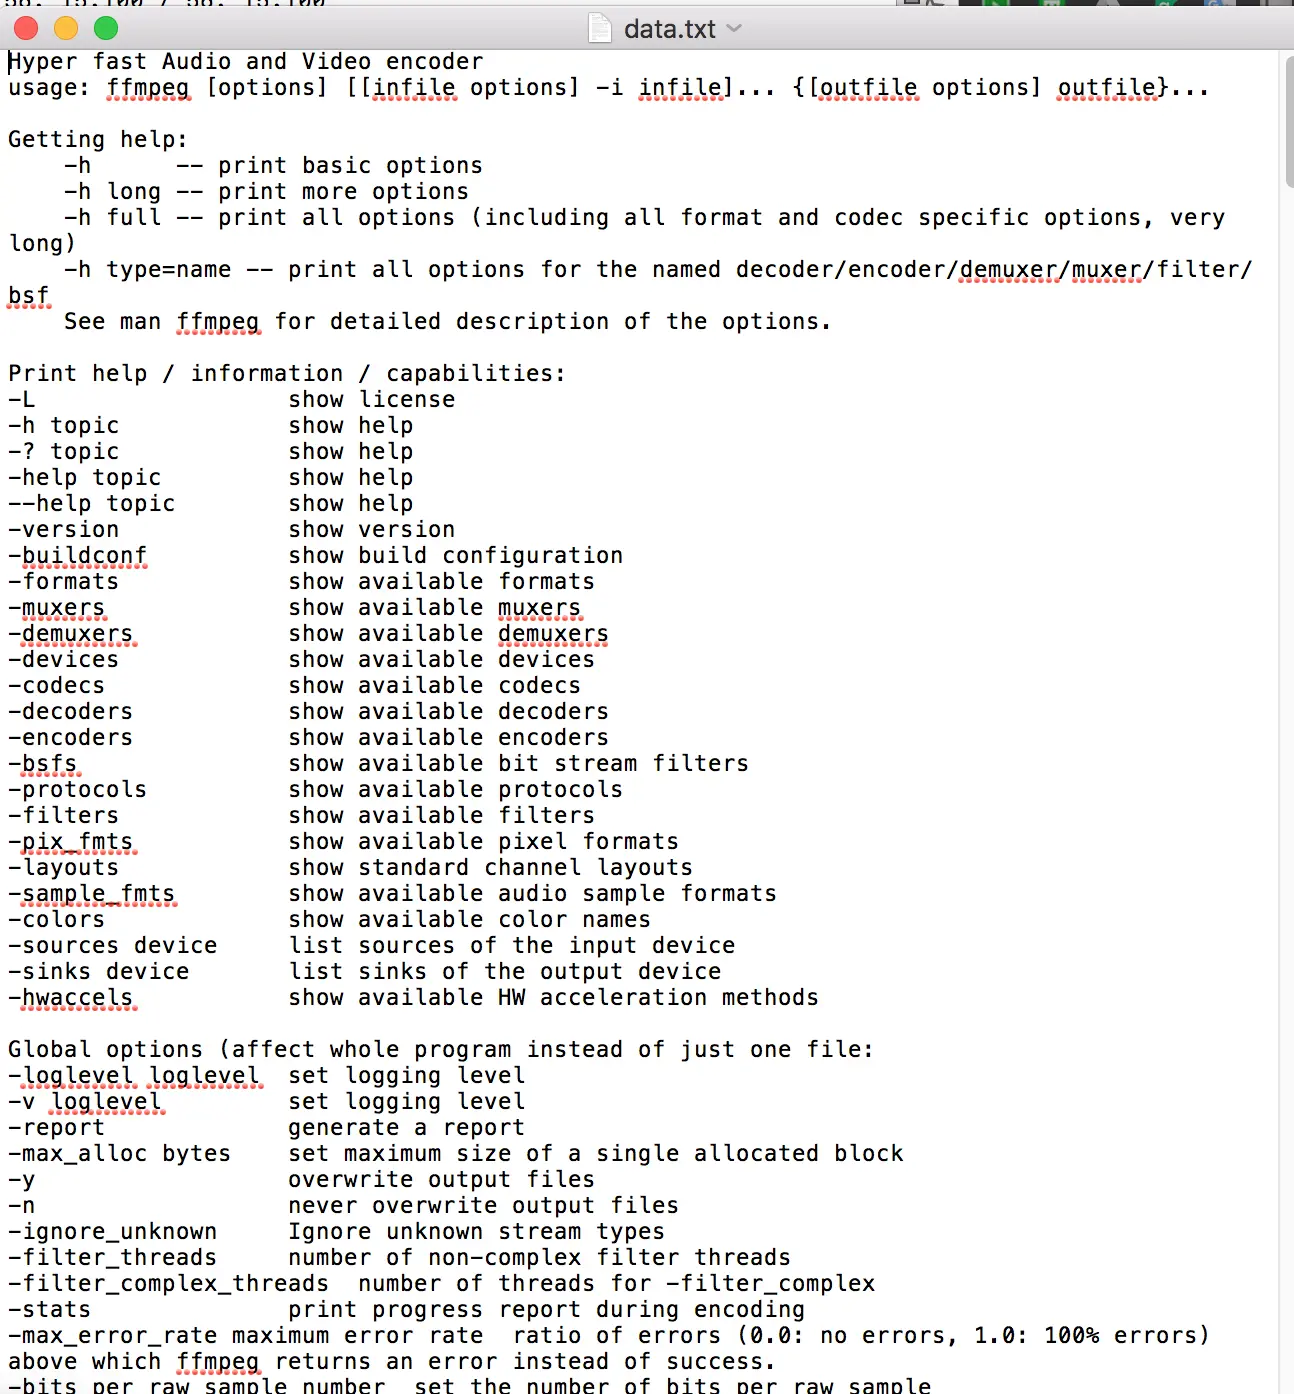 data.txt
Hyper fast Audio and Video encoder
usage: ffmpeg [options] [[infile options] -i infile]... {[outfile options] outfile}...

Getting help:
    -h      -- print basic options
    -h long -- print more options
    -h full -- print all options (including all format and codec specific options, very
long)
    -h type=name -- print all options for the named decoder/encoder/demuxer/muxer/filter/
bsf
    See man ffmpeg for detailed description of the options.

Print help / information / capabilities:
-L                  show license
-h topic            show help
-? topic            show help
-help topic         show help
--help topic        show help
-version            show version
-buildconf          show build configuration
-formats            show available formats
-muxers             show available muxers
-demuxers           show available demuxers
-devices            show available devices
-codecs             show available codecs
-decoders           show available decoders
-encoders           show available encoders
-bsfs               show available bit stream filters
-protocols          show available protocols
-filters            show available filters
-pix_fmts           show available pixel formats
-layouts            show standard channel layouts
-sample_fmts        show available audio sample formats
-colors             show available color names
-sources device     list sources of the input device
-sinks device       list sinks of the output device
-hwaccels           show available HW acceleration methods

Global options (affect whole program instead of just one file:
-loglevel loglevel  set logging level
-v loglevel         set logging level
-report             generate a report
-max_alloc bytes    set maximum size of a single allocated block
-y                  overwrite output files
-n                  never overwrite output files
-ignore_unknown     Ignore unknown stream types
-filter_threads     number of non-complex filter threads
-filter_complex_threads  number of threads for -filter_complex
-stats              print progress report during encoding
-max_error_rate maximum error rate  ratio of errors (0.0: no errors, 1.0: 100% errors)
above which ffmpeg returns an error instead of success.
-bits_per_raw_sample number  set the number of bits per raw sample